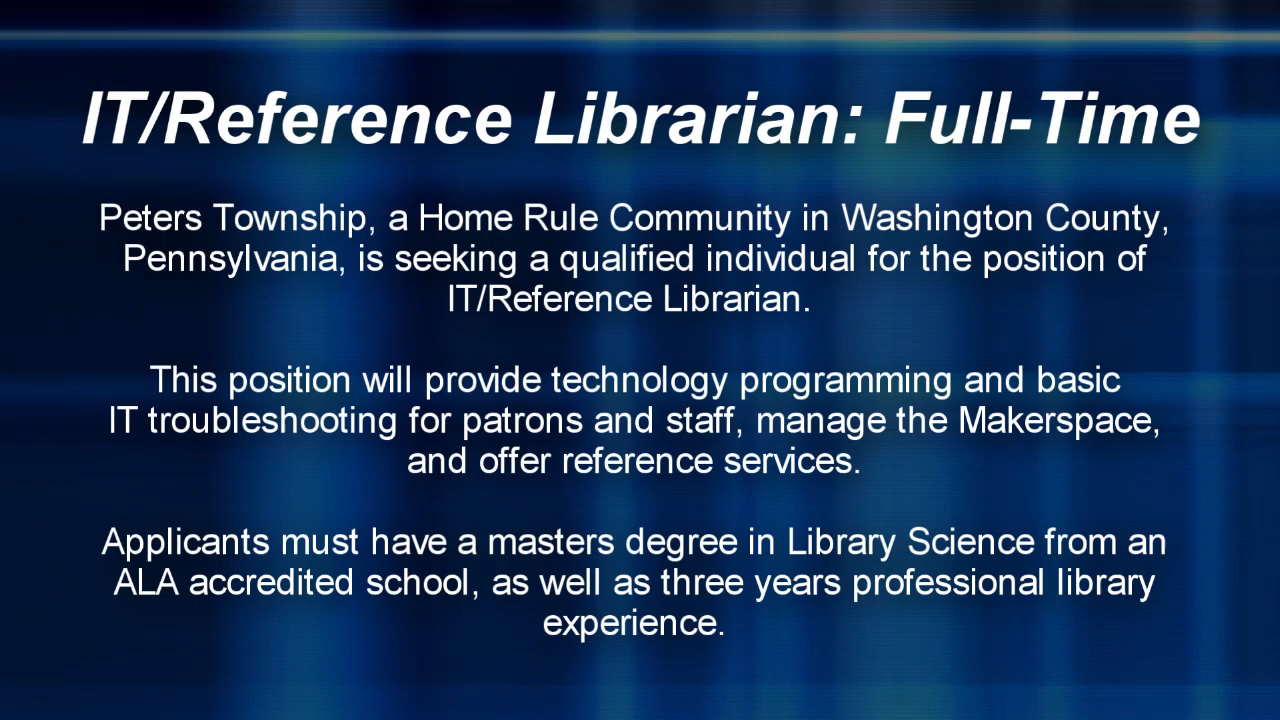 IT/Reference Librarian: Full-Time
Peters Township, a Home Rule Community in Washington County,
Pennsylvania, is seeking a qualified individual for the position of
IT/Reference Librarian.
This position will provide technology programming and basic
IT troubleshooting for patrons and staff, manage the Makerspace,
and offer reference services.
Applicants must have a masters degree in Library Science from an
ALA accredited school, as well as three years professional library
experience.